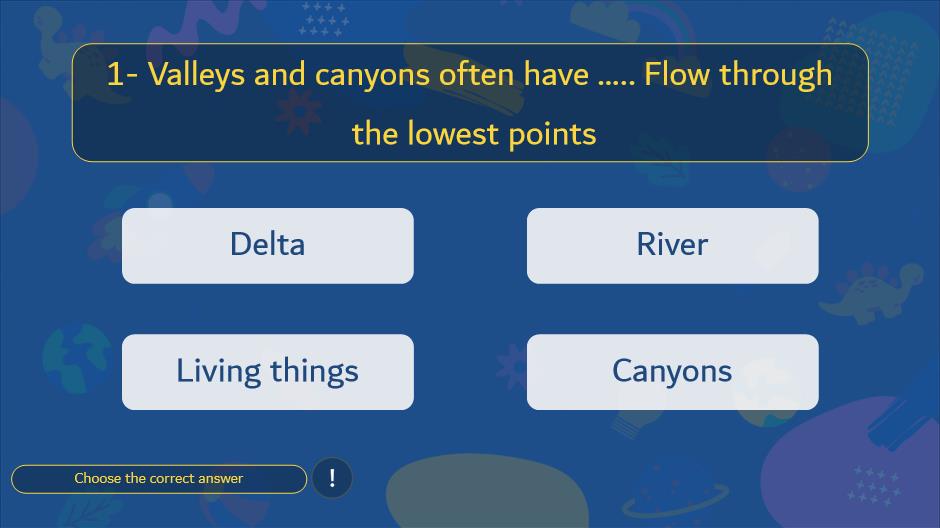 1- Valleys and canyons often have ..... Flow through
the lowest points
Delta
River
Living things
Canyons
Choose the correct answer
!